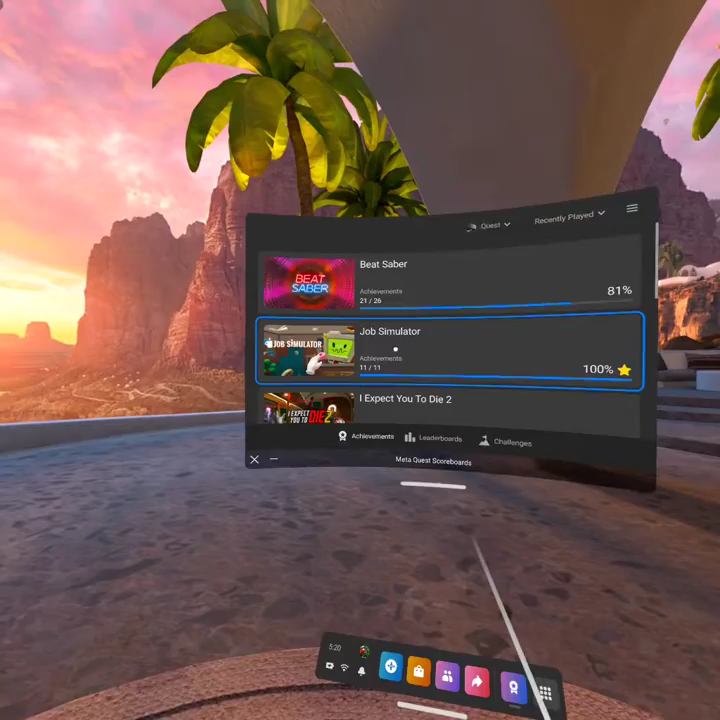 Quest
Recently Played
BEAT
SABER
Beat Saber
Achievements
21 / 26
81%
JOB SIMULATOR
Job Simulator
Achievements
11 / 11
100%
I EXPECT
YOU TO DIE 2
I Expect You To Die 2
Achievements
Leaderboards
Challenges
Meta Quest Scoreboards
5:20